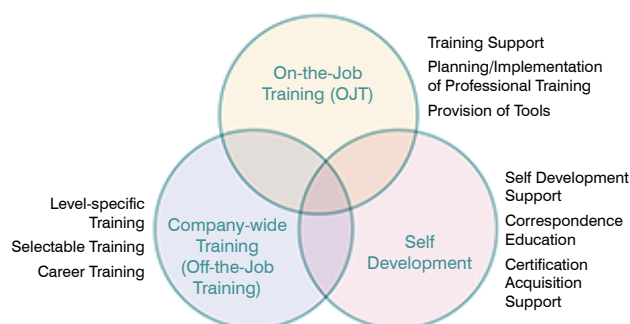 On-the-Job
Training (OJT)
Training Support
Planning/Implementation
of Professional Training
Provision of Tools
Level-specific
Training
Selectable Training
Career Training
Company-wide
Training
(Off-the-Job
Training)
Self
Development
Self Development
Support
Correspondence
Education
Certification
Acquisition
Support